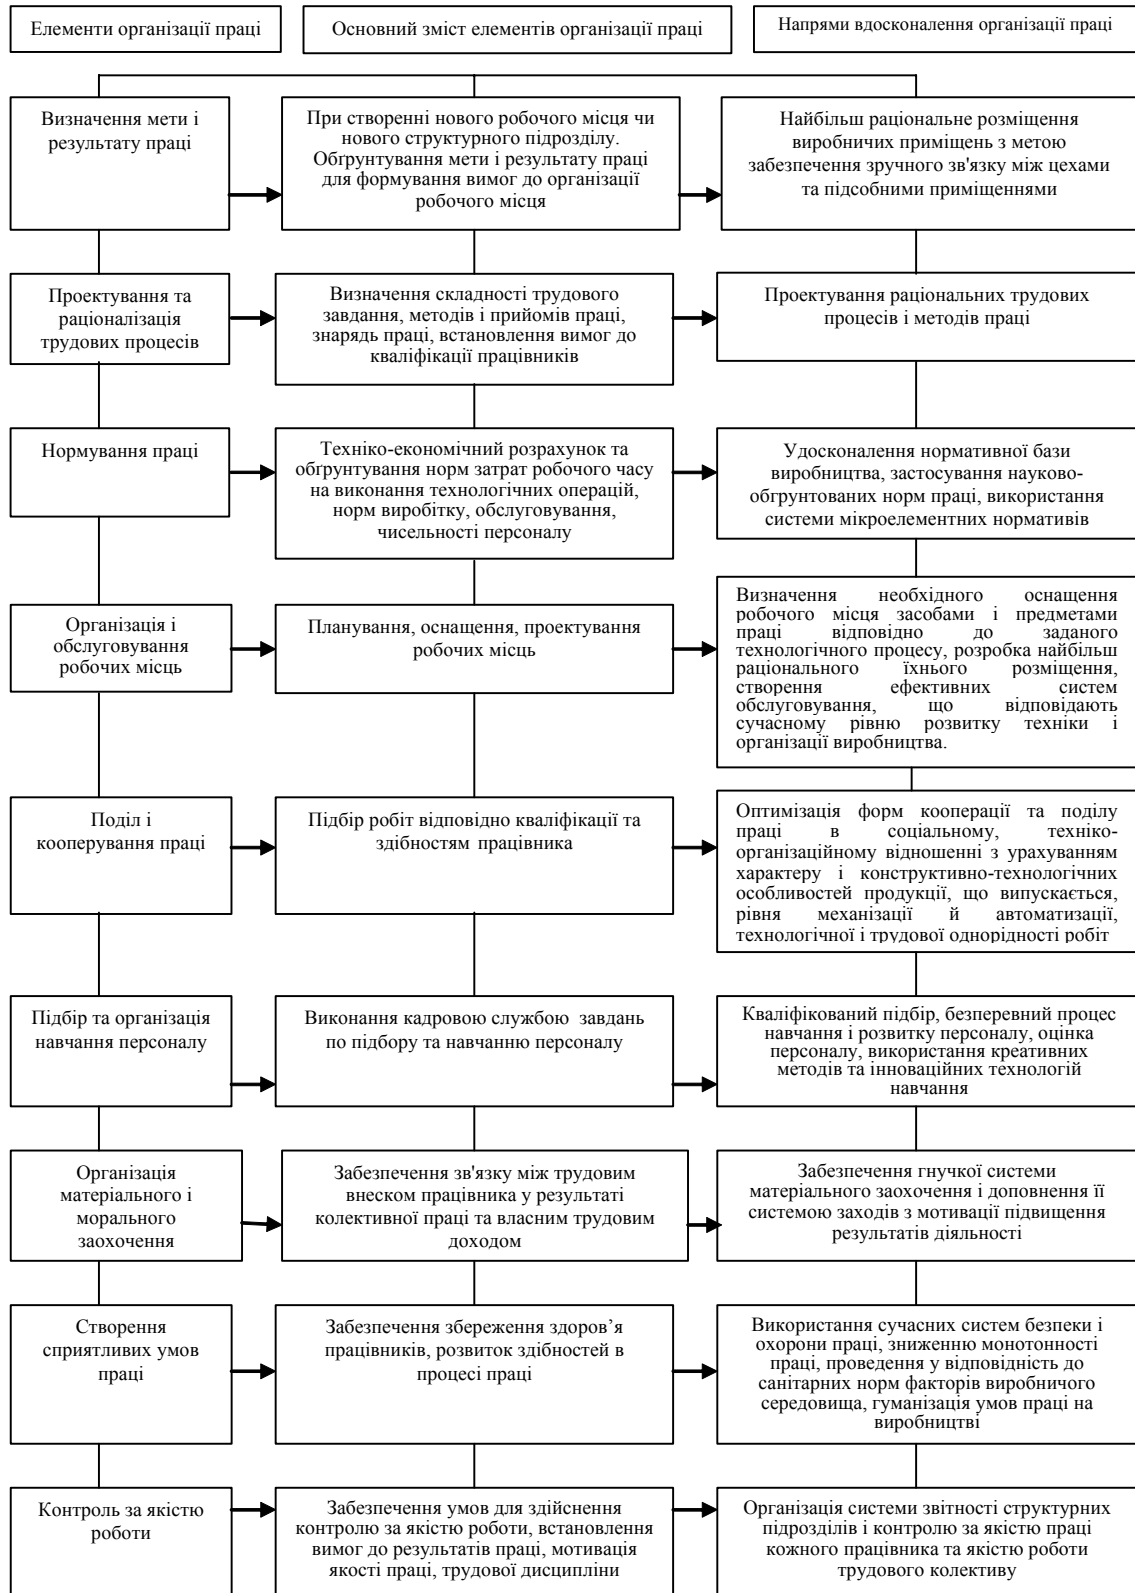 Елементи організації праці
Основний зміст елементів організації праці
Напрями вдосконалення організації праці
Визначення мети і
результату праці
При створенні нового робочого місця чи
нового структурного підрозділу.
Обґрунтування мети і результату праці
для формування вимог до організації
робочого місця
Найбільш раціональне розміщення
виробничих приміщень з метою
забезпечення зручного зв'язку між цехами
та підсобними приміщеннями
Проектування та
раціоналізація
трудових процесів
Визначення складності трудового
завдання, методів і прийомів праці,
знарядь праці, встановлення вимог до
кваліфікації працівників
Проектування раціональних трудових
процесів і методів праці
Нормування праці
Техніко-економічний розрахунок та
обґрунтування норм затрат робочого часу
на виконання технологічних операцій,
норм виробітку, обслуговування,
чисельності персоналу
Удосконалення нормативної бази
виробництва, застосування науково-
обґрунтованих норм праці, використання
системи мікроелементних нормативів
Організація і
обслуговування
робочих місць
Планування, оснащення, проектування
робочих місць
Визначення необхідного оснащення
робочого місця засобами і предметами
праці відповідно до заданого
технологічного процесу, розробка найбільш
раціонального їхнього розміщення,
створення ефективних систем
обслуговування, що відповідають
сучасному рівню розвитку техніки і
організації виробництва.
Поділ і
кооперування праці
Підбір робіт відповідно кваліфікації та
здібностям працівника
Оптимізація форм кооперації та поділу
праці в соціальному, техніко-
організаційному відношенні з урахуванням
характеру і конструктивно-технологічних
особливостей продукції, що випускається,
рівня механізації й автоматизації,
технологічної і трудової однорідності робіт
Підбір та організація
навчання персоналу
Виконання кадровою службою завдань
по підбору та навчанню персоналу
Кваліфікований підбір, безперевний процес
навчання і розвитку персоналу, оцінка
персоналу, використання креативних
методів та інноваційних технологій
навчання
Організація
матеріального і
морального
заохочення
Забезпечення зв'язку між трудовим
внеском працівника у результаті
колективної праці та власним трудовим
доходом
Забезпечення гнучкої системи
матеріального заохочення і доповнення її
системою заходів з мотивації підвищення
результатів діяльності
Створення
сприятливих умов
праці
Забезпечення збереження здоров’я
працівників, розвиток здібностей в
процесі праці
Використання сучасних систем безпеки і
охорони праці, зниженню монотонності
праці, проведення у відповідність до
санітарних норм факторів виробничого
середовища, гуманізація умов праці на
виробництві
Контроль за якістю
роботи
Забезпечення умов для здійснення
контролю за якістю роботи, встановлення
вимог до результатів праці, мотивація
якості праці, трудової дисципліни
Організація системи звітності структурних
підрозділів і контролю за якістю праці
кожного працівника та якістю роботи
трудового колективу